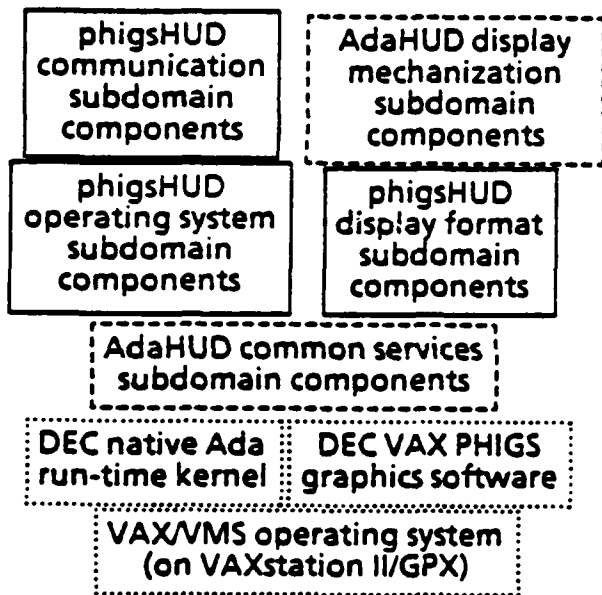 phigsHUD
communication
subdomain
components
AdaHUD display
mechanization
subdomain
components
phigsHUD
operating system
subdomain
components
phigsHUD
display format
subdomain
components
AdaHUD common services
subdomain components
DEC native Ada
run-time kernel
DEC VAX PHIGS
graphics software
VAX/VMS operating system
(on VAXstation II/GPX)